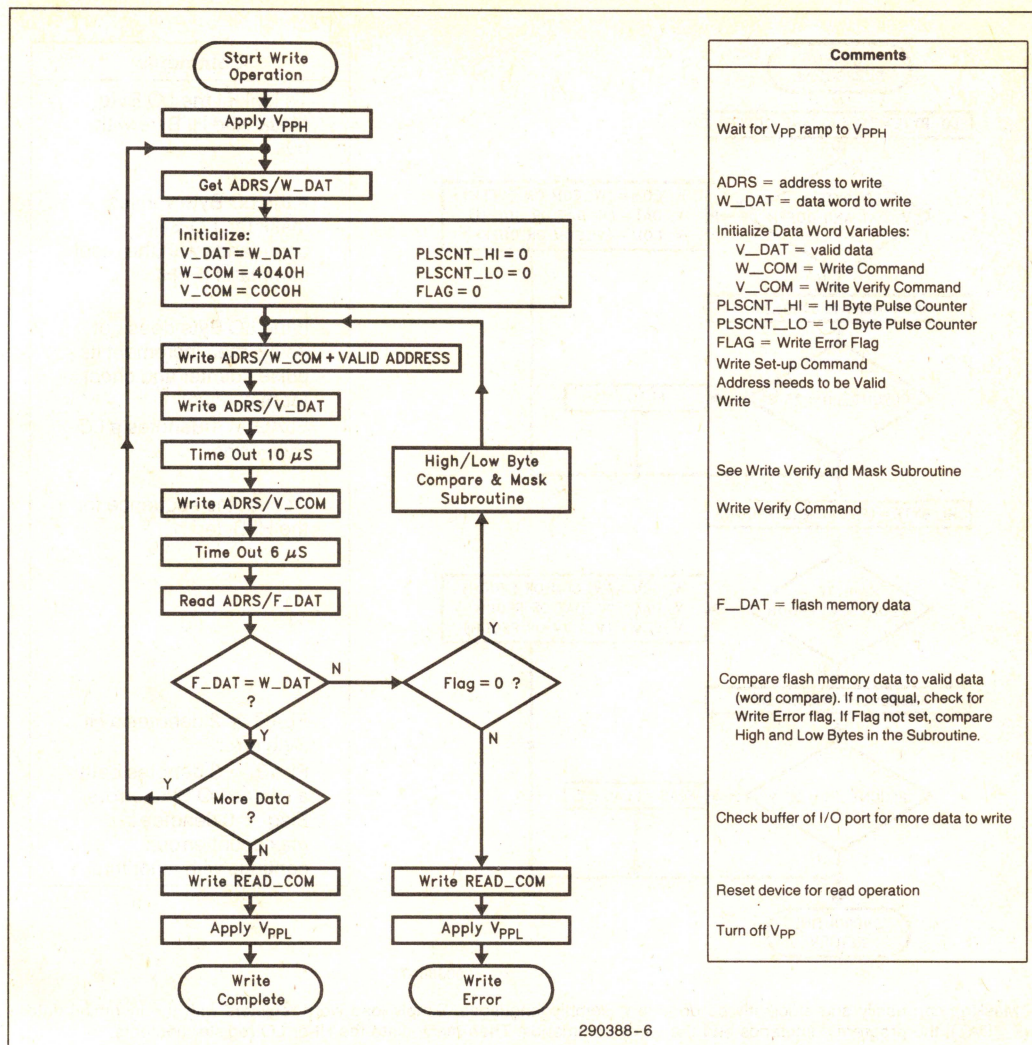 Start Write
Operation
Apply VPPH
Get ADRS/W_DAT
Initialize:
V_DAT = W_DAT
PLSCNT_HI = 0
W_COM = 4040H
PLSCNT_LO = 0
V_COM = C0C0H
FLAG = 0
Write ADRS/W_COM + VALID ADDRESS
Write ADRS/V_DAT
Time Out 10 μS
Write ADRS/V_COM
Time Out 6 μS
Read ADRS/F_DAT
F_DAT = W_DAT
?
N
Y
More Data
?
Y
N
Write READ_COM
Apply VPPL
Write
Complete
High/Low Byte
Compare & Mask
Subroutine
Y
Flag = 0 ?
N
Write READ_COM
Apply VPPL
Write
Error
Comments
Wait for VPP ramp to VPPH
ADRS = address to write
W__DAT = data word to write
Initialize Data Word Variables:
V__DAT = valid data
W__COM = Write Command
V__COM = Write Verify Command
PLSCNT__HI = HI Byte Pulse Counter
PLSCNT__LO = LO Byte Pulse Counter
FLAG = Write Error Flag
Write Set-up Command
Address needs to be Valid
Write
See Write Verify and Mask Subroutine
Write Verify Command
F__DAT = flash memory data
Compare flash memory data to valid data
(word compare). If not equal, check for
Write Error flag. If Flag not set, compare
High and Low Bytes in the Subroutine.
Check buffer of I/O port for more data to write
Reset device for read operation
Turn off VPP
290388-6